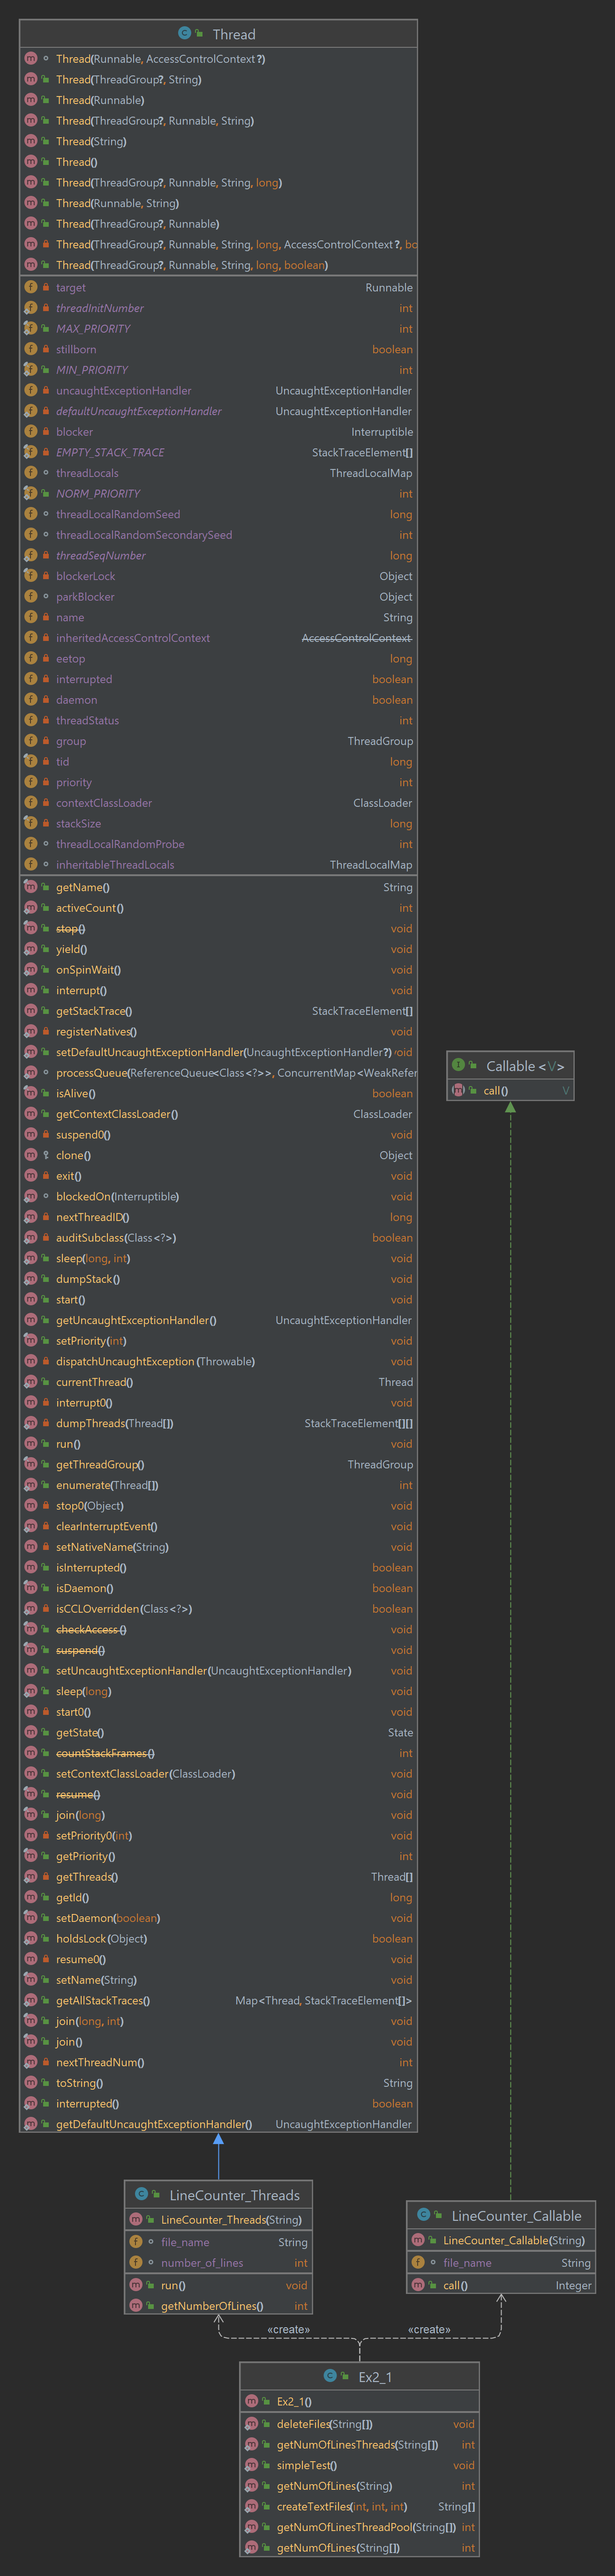 Thread
Thread(Runnable, AccessControlContext?)
Thread(ThreadGroup?, String)
Thread(Runnable)
Thread(ThreadGroup?, Runnable, String)
Thread(String)
Thread()
Thread(ThreadGroup?, Runnable, String, long)
Thread(Runnable, String)
Thread(ThreadGroup?, Runnable)
Thread(ThreadGroup?, Runnable, String, long, AccessControlContext?, bo
Thread(ThreadGroup?, Runnable, String, long, boolean)
target Runnable
threadInitNumber int
MAX_PRIORITY int
stillborn boolean
MIN_PRIORITY int
uncaughtExceptionHandler UncaughtExceptionHandler
defaultUncaughtExceptionHandler UncaughtExceptionHandler
blocker Interruptible
EMPTY_STACK_TRACE StackTraceElement[]
threadLocals ThreadLocalMap
NORM_PRIORITY int
threadLocalRandomSeed long
threadLocalRandomSecondarySeed int
threadSeqNumber long
blockerLock Object
parkBlocker Object
name String
inheritedAccessControlContext AccessControlContext
eetop long
interrupted boolean
daemon boolean
threadStatus int
group ThreadGroup
tid long
priority int
contextClassLoader ClassLoader
stackSize long
threadLocalRandomProbe int
inheritableThreadLocals ThreadLocalMap
getName() String
activeCount() int
stop() void
yield() void
onSpinWait() void
interrupt() void
getStackTrace() StackTraceElement[]
registerNatives() void
setDefaultUncaughtExceptionHandler(UncaughtExceptionHandler?) void
processQueue(ReferenceQueue<Class<?>>, ConcurrentMap<WeakRefer
isAlive() boolean
getContextClassLoader() ClassLoader
suspend0() void
clone() Object
exit() void
blockedOn(Interruptible) void
nextThreadID() long
auditSubclass(Class<?>) boolean
sleep(long, int) void
dumpStack() void
start() void
getUncaughtExceptionHandler() UncaughtExceptionHandler
setPriority(int) void
dispatchUncaughtException(Throwable) void
currentThread() Thread
interrupt0() void
dumpThreads(Thread[]) StackTraceElement[][]
run() void
getThreadGroup() ThreadGroup
enumerate(Thread[]) int
stop0(Object) void
clearInterruptEvent() void
setNativeName(String) void
isInterrupted() boolean
isDaemon() boolean
isCCLOverridden(Class<?>) boolean
checkAccess() void
suspend() void
setUncaughtExceptionHandler(UncaughtExceptionHandler) void
sleep(long) void
start0() void
getState() State
countStackFrames() int
setContextClassLoader(ClassLoader) void
resume() void
join(long) void
setPriority0(int) void
getPriority() int
getThreads() Thread[]
getId() long
setDaemon(boolean) void
holdsLock(Object) boolean
resume0() void
setName(String) void
getAllStackTraces() Map<Thread, StackTraceElement[]>
join(long, int) void
join() void
nextThreadNum() int
toString() String
interrupted() boolean
getDefaultUncaughtExceptionHandler() UncaughtExceptionHandler
Callable<V>
call() V
LineCounter_Threads
LineCounter_Threads(String)
file_name String
number_of_lines int
run() void
getNumberOfLines() int
LineCounter_Callable
LineCounter_Callable(String)
file_name String
call() Integer
«create»
«create»
Ex2_1
Ex2_1()
deleteFiles(String[]) void
getNumOfLinesThreads(String[]) int
simpleTest() void
getNumOfLines(String) int
createTextFiles(int, int, int) String[]
getNumOfLinesThreadPool(String[]) int
getNumOfLines(String[]) int